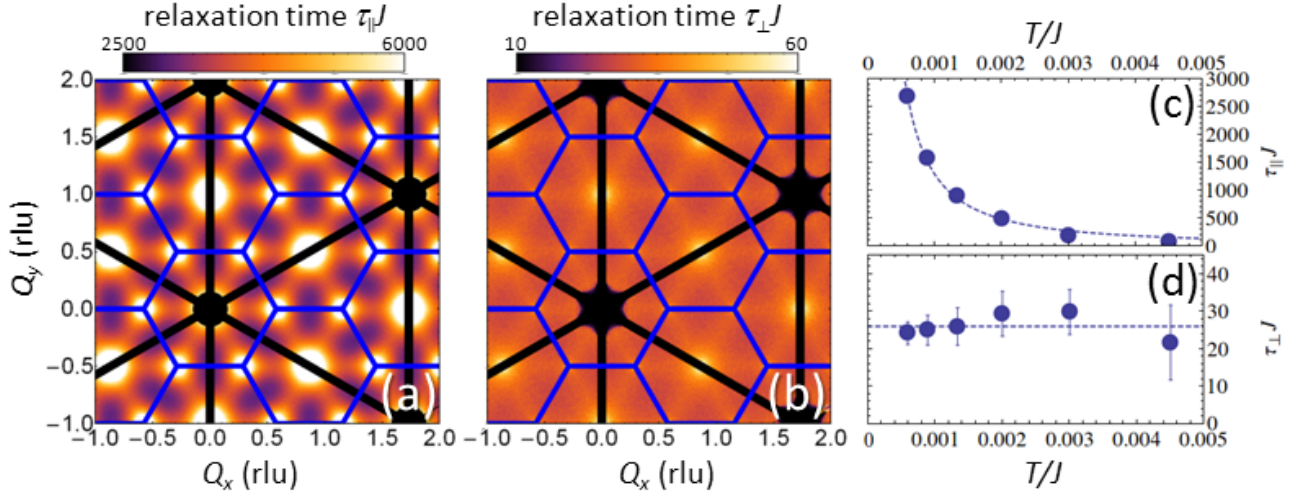 relaxation time τ∥J
2500 6000
relaxation time τ⊥J
10 60
T/J
0 0.001 0.002 0.003 0.004 0.005
2.0
1.5
1.0
0.5
0.0
−0.5
−1.0
Qy (rlu)
−1.0 −0.5 0.0 0.5 1.0 1.5 2.0
Qx (rlu)
(a)
−1.0 −0.5 0.0 0.5 1.0 1.5 2.0
Qx (rlu)
(b)
(c)
3000
2500
2000
1500
1000
500
0
τ∥J
(d)
40
30
20
10
0
τ⊥J
0 0.001 0.002 0.003 0.004 0.005
T/J